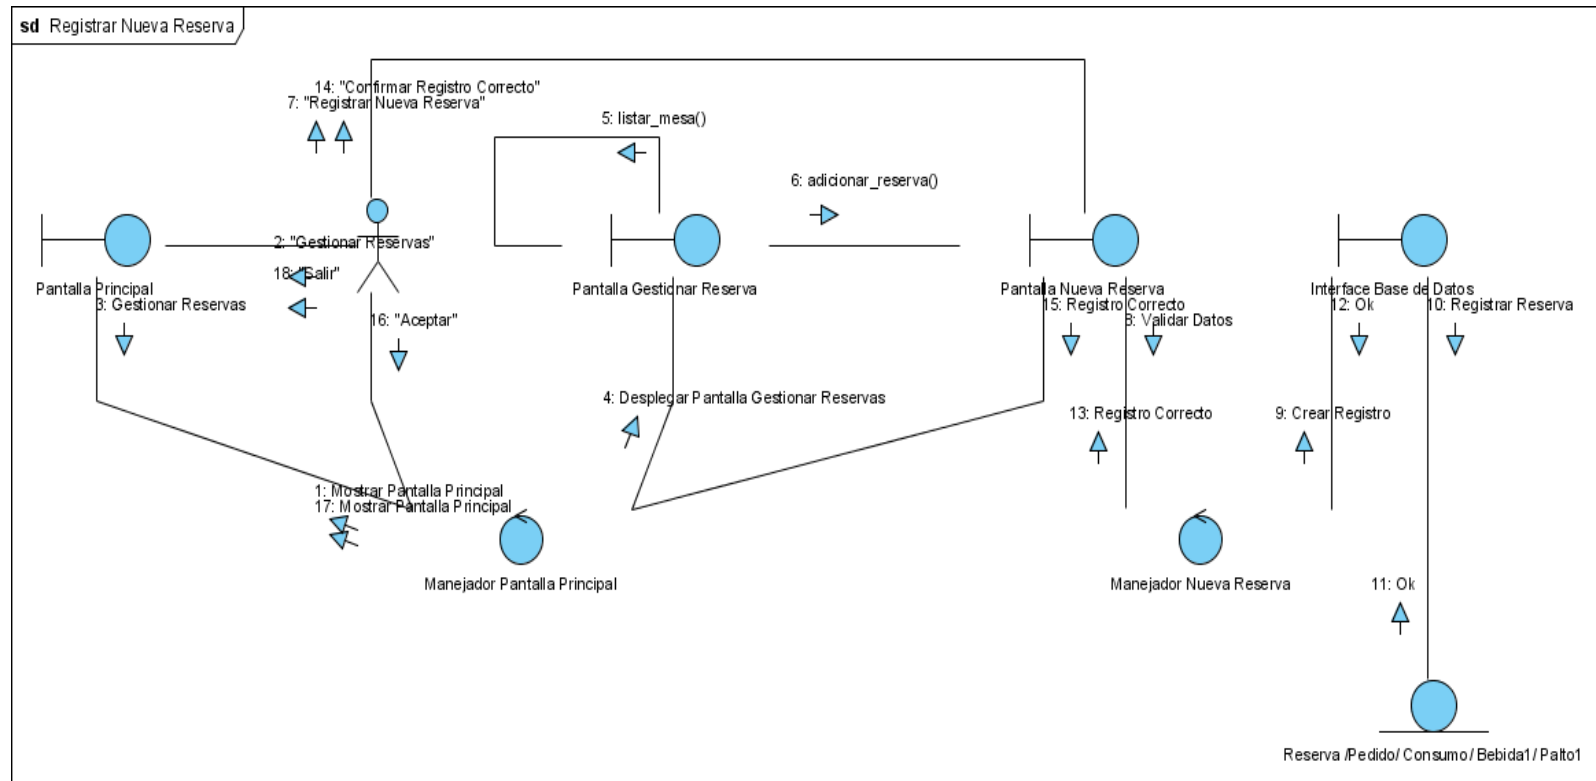 sd Registrar Nueva Reserva
14: "Confirmar Registro Correcto"
7: "Registrar Nueva Reserva"
5: listar_mesa()
6: adicionar_reserva()
2: "Gestionar Reservas"
18: "Salir"
Pantalla Principal
Pantalla Gestionar Reserva
Pantalla Nueva Reserva
Interface Base de Datos
3: Gestionar Reservas
15: Registro Correcto
12: Ok
10: Registrar Reserva
16: "Aceptar"
8: Validar Datos
4: Desplegar Pantalla Gestionar Reservas
13: Registro Correcto
9: Crear Registro
1: Mostrar Pantalla Principal
17: Mostrar Pantalla Principal
Manejador Pantalla Principal
Manejador Nueva Reserva
11: Ok
Reserva /Pedido/ Consumo/ Bebida1/ Palto1